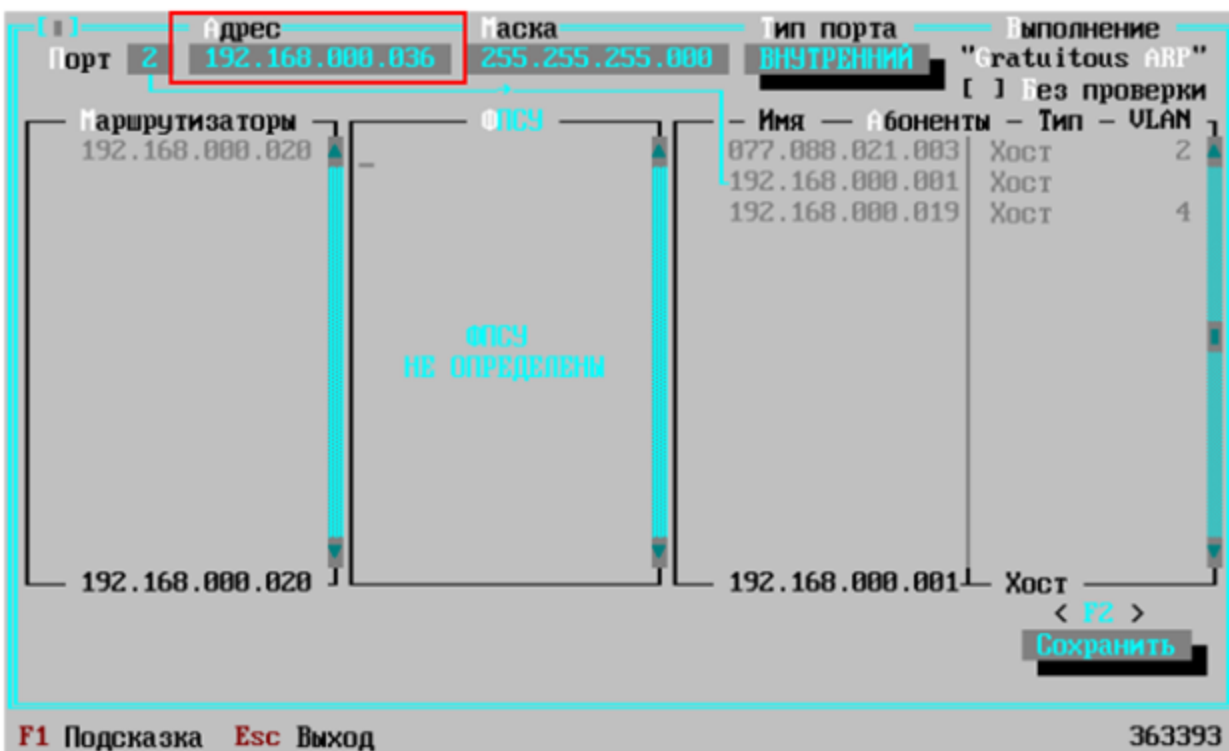 [ ] Адрес Маска Тип порта Выполнение
Порт 2 192.168.000.036 255.255.255.000 ВНУТРЕННИЙ "Gratuitous ARP"
[ ] Без проверки
Маршрутизаторы ФПСУ Имя Абоненты Тип VLAN
192.168.000.020 077.088.021.003 Хост 2
192.168.000.001 Хост
192.168.000.019 Хост 4
ФПСУ
НЕ ОПРЕДЕЛЕНЫ
192.168.000.020 192.168.000.001 Хост
< F2 >
Сохранить
F1 Подсказка Esc Выход 363393